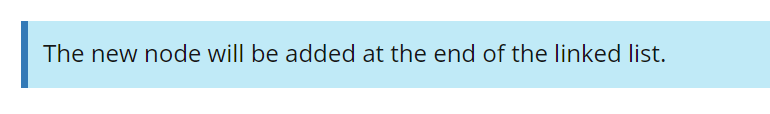 The new node will be added at the end of the linked list.